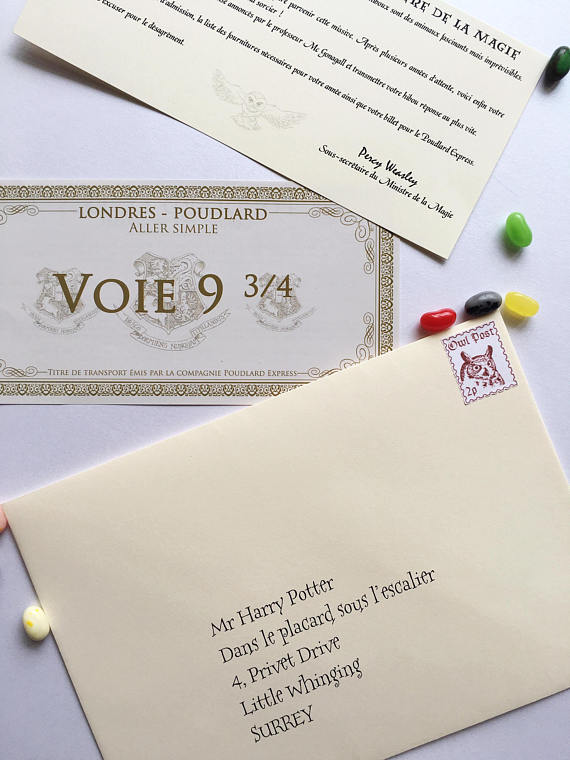 RE DE LA MAGIE
iboux sont des animaux fascinants mais imprévisibles.
parvenir cette missive. Après plusieurs années d'attente, voici enfin votre
a sorcier !
sse annoncés par le professeur Mc Gonagall et transmettre votre hibou réponse au plus vite.
d'admission, la liste des fournitures nécessaires pour votre année ainsi que votre billet pour le Poudlard Express.
excuser pour le désagrément.
Percy Weasley
Sous-secrétaire du Ministre de la Magie
LONDRES - POUDLARD
ALLER SIMPLE
VOIE 9 3/4
TITRE DE TRANSPORT ÉMIS PAR LA COMPAGNIE POUDLARD EXPRESS
Owl Post
2p
Mr Harry Potter
Dans le placard sous l'escalier
4, Privet Drive
Little Whinging
SURREY